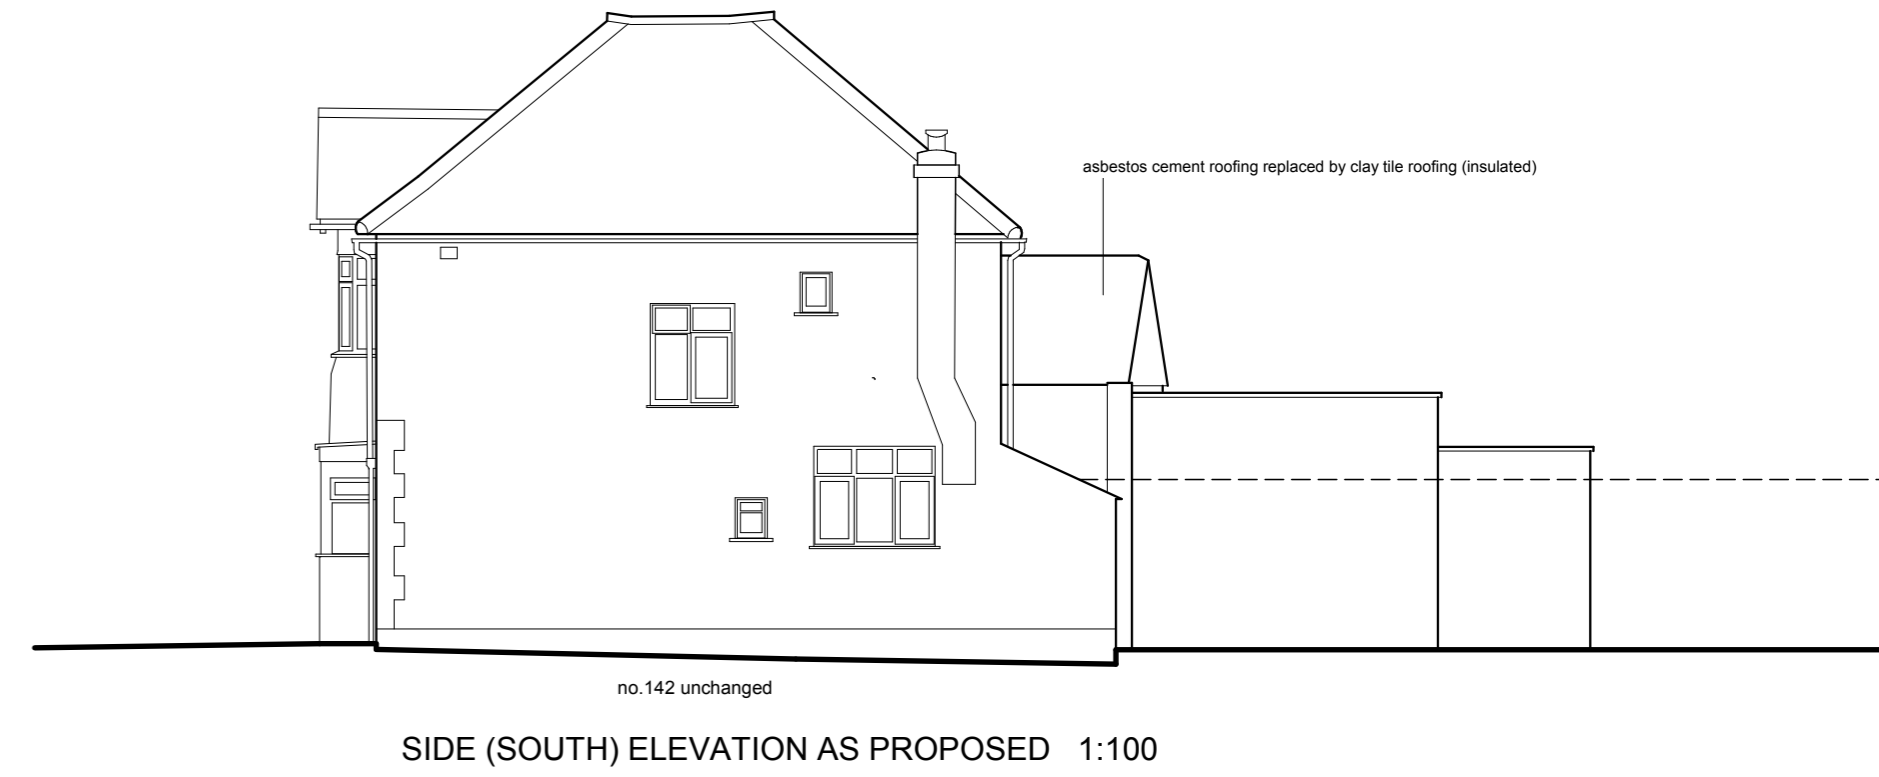 asbestos cement roofing replaced by clay tile roofing (insulated)
no.142 unchanged
SIDE (SOUTH) ELEVATION AS PROPOSED 1:100